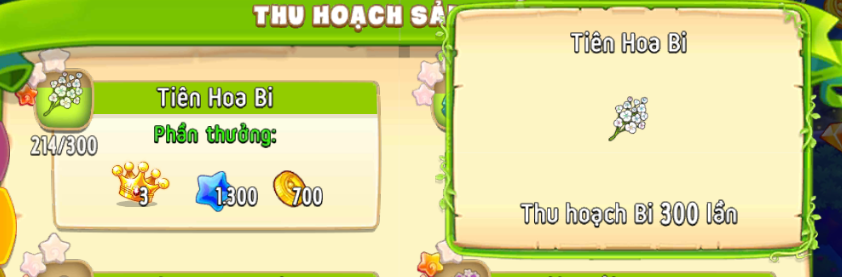 THU HOẠCH SẢ
Tiên Hoa Bi
214/300
Phần thưởng:
3
1.300
700
Tiên Hoa Bi
Thu hoạch Bi 300 lần